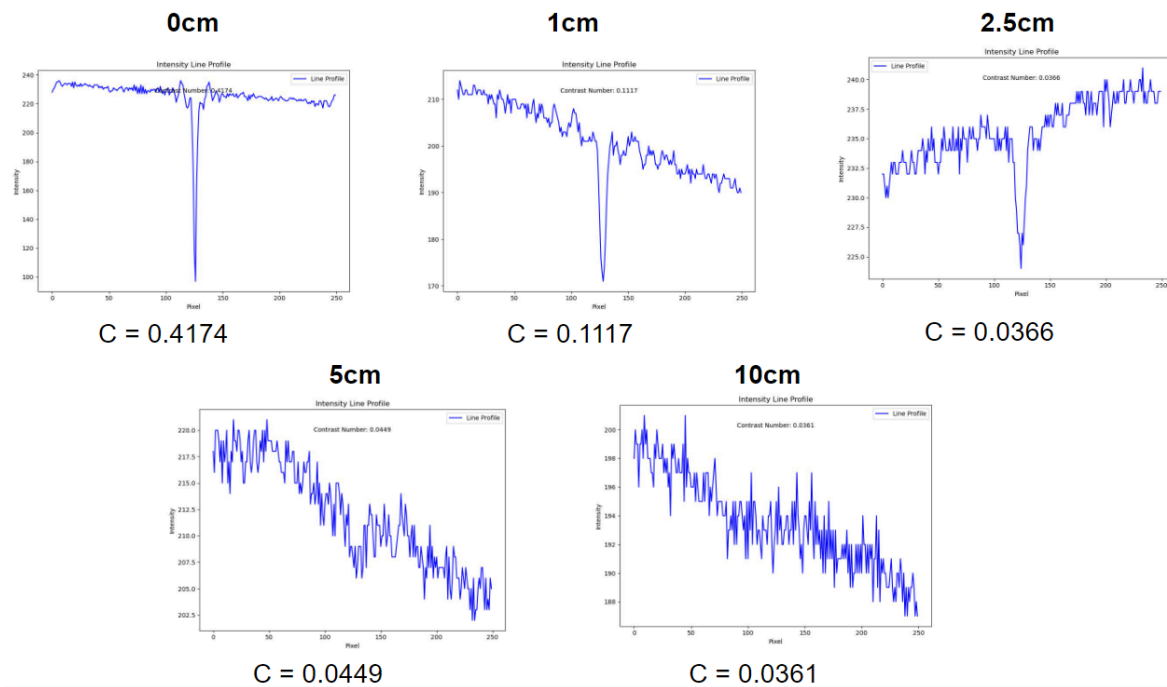 0cm
1cm
2.5cm
Intensity Line Profile
Line Profile
Contrast Number: 0.4174
Intensity
240
220
200
180
160
140
120
100
0
50
100
150
200
250
Pixel
C = 0.4174
Intensity Line Profile
Line Profile
Contrast Number: 0.1117
Intensity
210
200
190
180
170
0
50
100
150
200
250
Pixel
C = 0.1117
Intensity Line Profile
Line Profile
Contrast Number: 0.0366
Intensity
240.0
237.5
235.0
232.5
230.0
227.5
225.0
0
50
100
150
200
250
Pixel
C = 0.0366
5cm
10cm
Intensity Line Profile
Line Profile
Contrast Number: 0.0449
Intensity
220.0
217.5
215.0
212.5
210.0
207.5
205.0
202.5
0
50
100
150
200
250
Pixel
C = 0.0449
Intensity Line Profile
Line Profile
Contrast Number: 0.0361
Intensity
200
198
196
194
192
190
188
0
50
100
150
200
250
Pixel
C = 0.0361